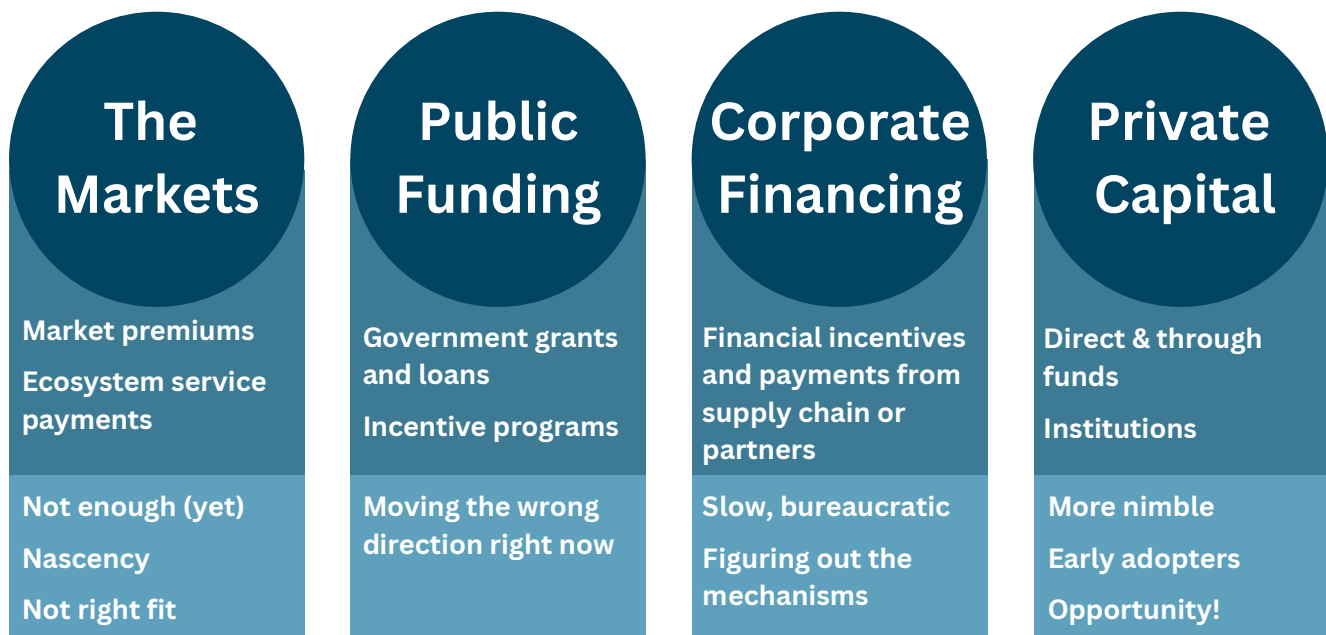 The
Markets
Market premiums
Ecosystem service
payments
Not enough (yet)
Nascency
Not right fit
Public
Funding
Government grants
and loans
Incentive programs
Moving the wrong
direction right now
Corporate
Financing
Financial incentives
and payments from
supply chain or
partners
Slow, bureaucratic
Figuring out the
mechanisms
Private
Capital
Direct & through
funds
Institutions
More nimble
Early adopters
Opportunity!